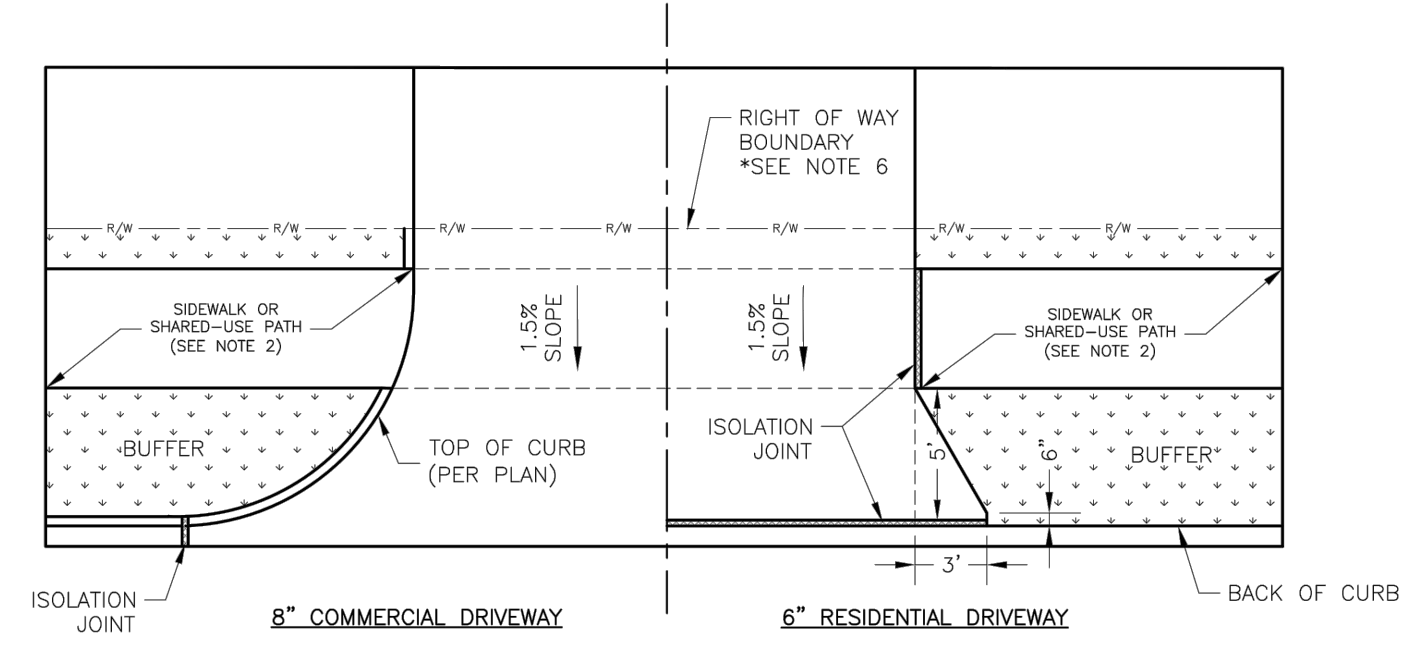 RIGHT OF WAY
BOUNDARY
*SEE NOTE 6
R/W R/W R/W R/W R/W R/W R/W
SIDEWALK OR
SHARED-USE PATH
(SEE NOTE 2)
1.5%
SLOPE
1.5%
SLOPE
SIDEWALK OR
SHARED-USE PATH
(SEE NOTE 2)
BUFFER
TOP OF CURB
(PER PLAN)
ISOLATION
JOINT
5'
6"
BUFFER
3'
ISOLATION
JOINT
8" COMMERCIAL DRIVEWAY
6" RESIDENTIAL DRIVEWAY
BACK OF CURB